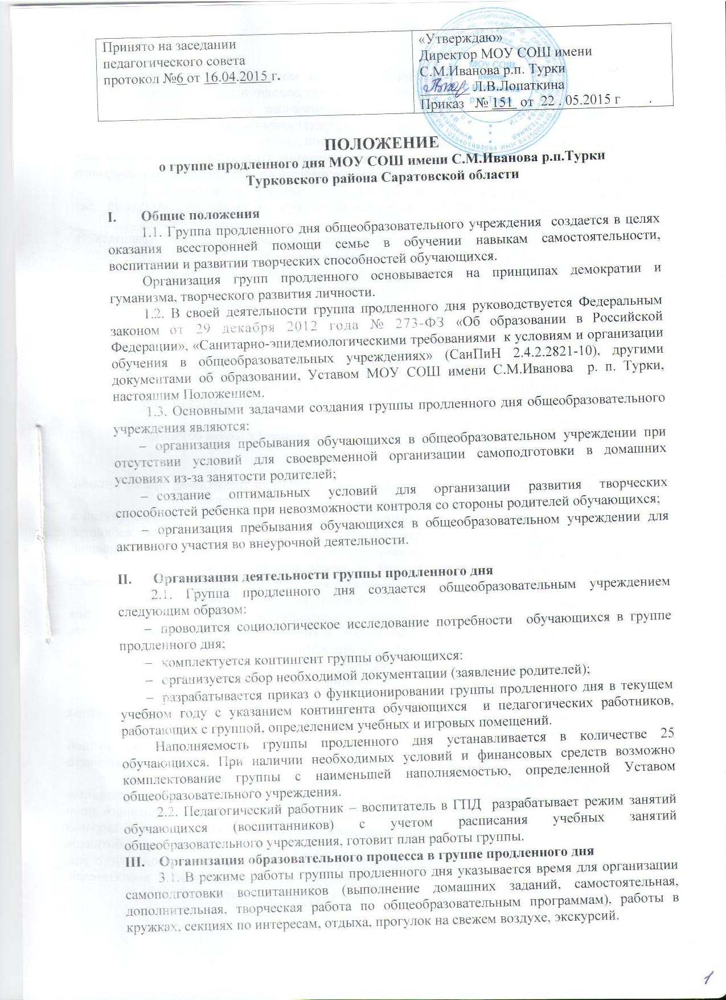 Принято на заседании
педагогического совета
протокол №6 от 16.04.2015 г.
«Утверждаю»
Директор МОУ СОШ имени
С.М.Иванова р.п. Турки
Л.В.Лопаткина
Приказ № 151 от 22 . 05.2015 г .
ПОЛОЖЕНИЕ
о группе продленного дня МОУ СОШ имени С.М.Иванова р.п.Турки
Турковского района Саратовской области
I. Общие положения
1.1. Группа продленного дня общеобразовательного учреждения создается в целях
оказания всесторонней помощи семье в обучении навыкам самостоятельности,
воспитании и развитии творческих способностей обучающихся.
Организация групп продленного основывается на принципах демократии и
гуманизма, творческого развития личности.
1.2. В своей деятельности группа продленного дня руководствуется Федеральным
законом от 29 декабря 2012 года № 273-ФЗ «Об образовании в Российской
Федерации», «Санитарно-эпидемиологическими требованиями к условиям и организации
обучения в общеобразовательных учреждениях» (СанПиН 2.4.2.2821-10), другими
документами об образовании, Уставом МОУ СОШ имени С.М.Иванова р. п. Турки,
настоящим Положением.
1.3. Основными задачами создания группы продленного дня общеобразовательного
учреждения являются:
– организация пребывания обучающихся в общеобразовательном учреждении при
отсутствии условий для своевременной организации самоподготовки в домашних
условиях из-за занятости родителей;
– создание оптимальных условий для организации развития творческих
способностей ребенка при невозможности контроля со стороны родителей обучающихся;
– организация пребывания обучающихся в общеобразовательном учреждении для
активного участия во внеурочной деятельности.
II. Организация деятельности группы продленного дня
2.1. Группа продленного дня создается общеобразовательным учреждением
следующим образом:
– проводится социологическое исследование потребности обучающихся в группе
продленного дня;
– комплектуется контингент группы обучающихся:
– организуется сбор необходимой документации (заявление родителей);
– разрабатывается приказ о функционировании группы продленного дня в текущем
учебном году с указанием контингента обучающихся и педагогических работников,
работающих с группой, определением учебных и игровых помещений.
Наполняемость группы продленного дня устанавливается в количестве 25
обучающихся. При наличии необходимых условий и финансовых средств возможно
комплектование группы с наименьшей наполняемостью, определенной Уставом
общеобразовательного учреждения.
2.2. Педагогический работник – воспитатель в ГПД разрабатывает режим занятий
обучающихся (воспитанников) с учетом расписания учебных занятий
общеобразовательного учреждения, готовит план работы группы.
III. Организация образовательного процесса в группе продленного дня
3.1. В режиме работы группы продленного дня указывается время для организации
самоподготовки воспитанников (выполнение домашних заданий, самостоятельная,
дополнительная, творческая работа по общеобразовательным программам), работы в
кружках, секциях по интересам, отдыха, прогулок на свежем воздухе, экскурсий.
1